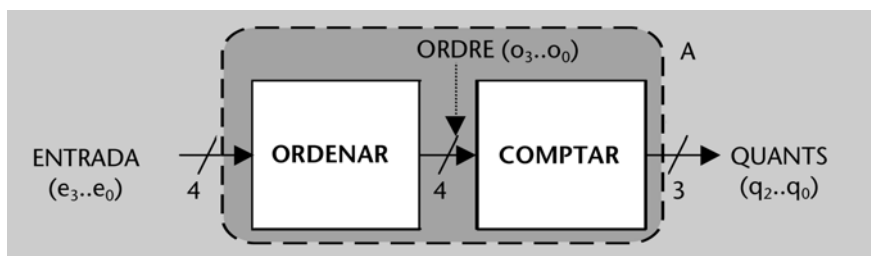 ORDRE (o₃..o₀)
A
ENTRADA
(e₃..e₀)
4
ORDENAR
4
COMPTAR
3
QUANTS
(q₂..q₀)